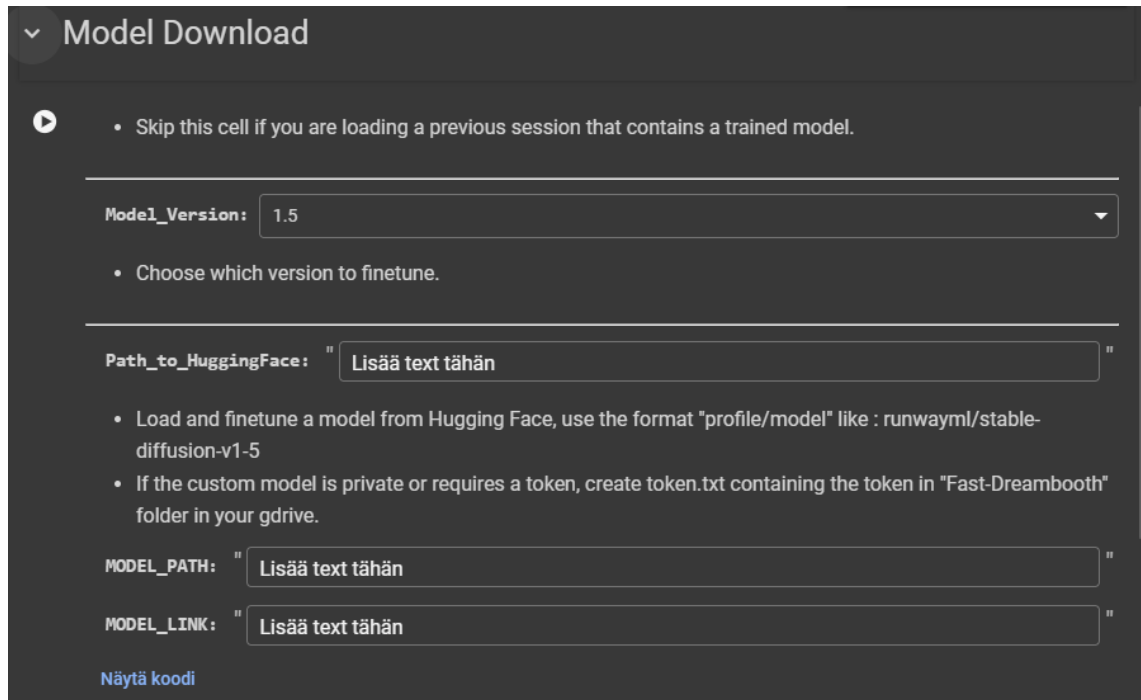 Model Download
• Skip this cell if you are loading a previous session that contains a trained model.
Model_Version: 1.5
• Choose which version to finetune.
Path_to_HuggingFace: " Lisää text tähän "
• Load and finetune a model from Hugging Face, use the format "profile/model" like : runwayml/stable-
diffusion-v1-5
• If the custom model is private or requires a token, create token.txt containing the token in "Fast-Dreambooth"
folder in your gdrive.
MODEL_PATH: " Lisää text tähän "
MODEL_LINK: " Lisää text tähän "
Näytä koodi